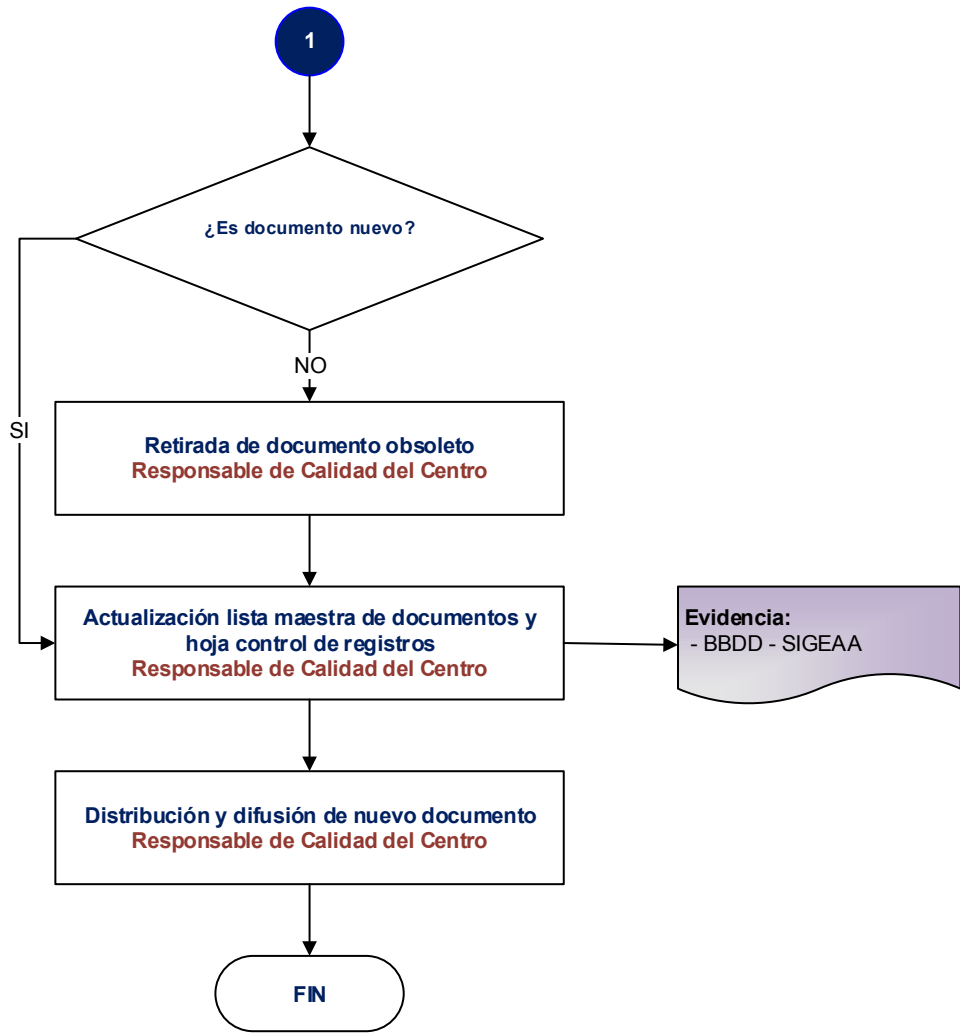 1
¿Es documento nuevo?
NO
SI
Retirada de documento obsoleto
Responsable de Calidad del Centro
Actualización lista maestra de documentos y
hoja control de registros
Responsable de Calidad del Centro
Evidencia:
- BBDD - SIGEAA
Distribución y difusión de nuevo documento
Responsable de Calidad del Centro
FIN